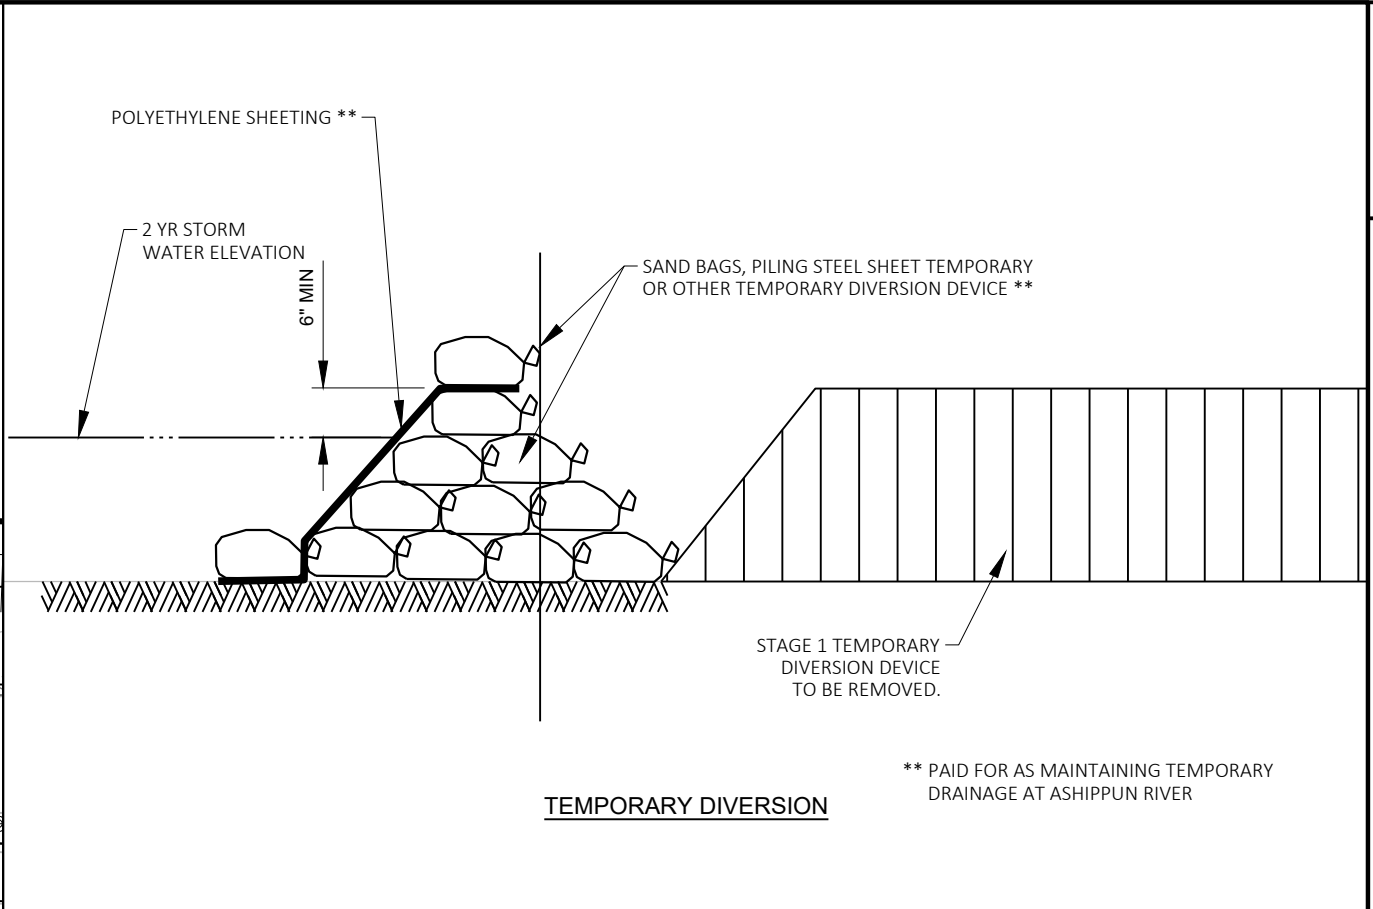 POLYETHYLENE SHEETING **
2 YR STORM
WATER ELEVATION
6" MIN
SAND BAGS, PILING STEEL SHEET TEMPORARY
OR OTHER TEMPORARY DIVERSION DEVICE **
STAGE 1 TEMPORARY
DIVERSION DEVICE
TO BE REMOVED.
** PAID FOR AS MAINTAINING TEMPORARY
DRAINAGE AT ASHIPPUN RIVER
TEMPORARY DIVERSION